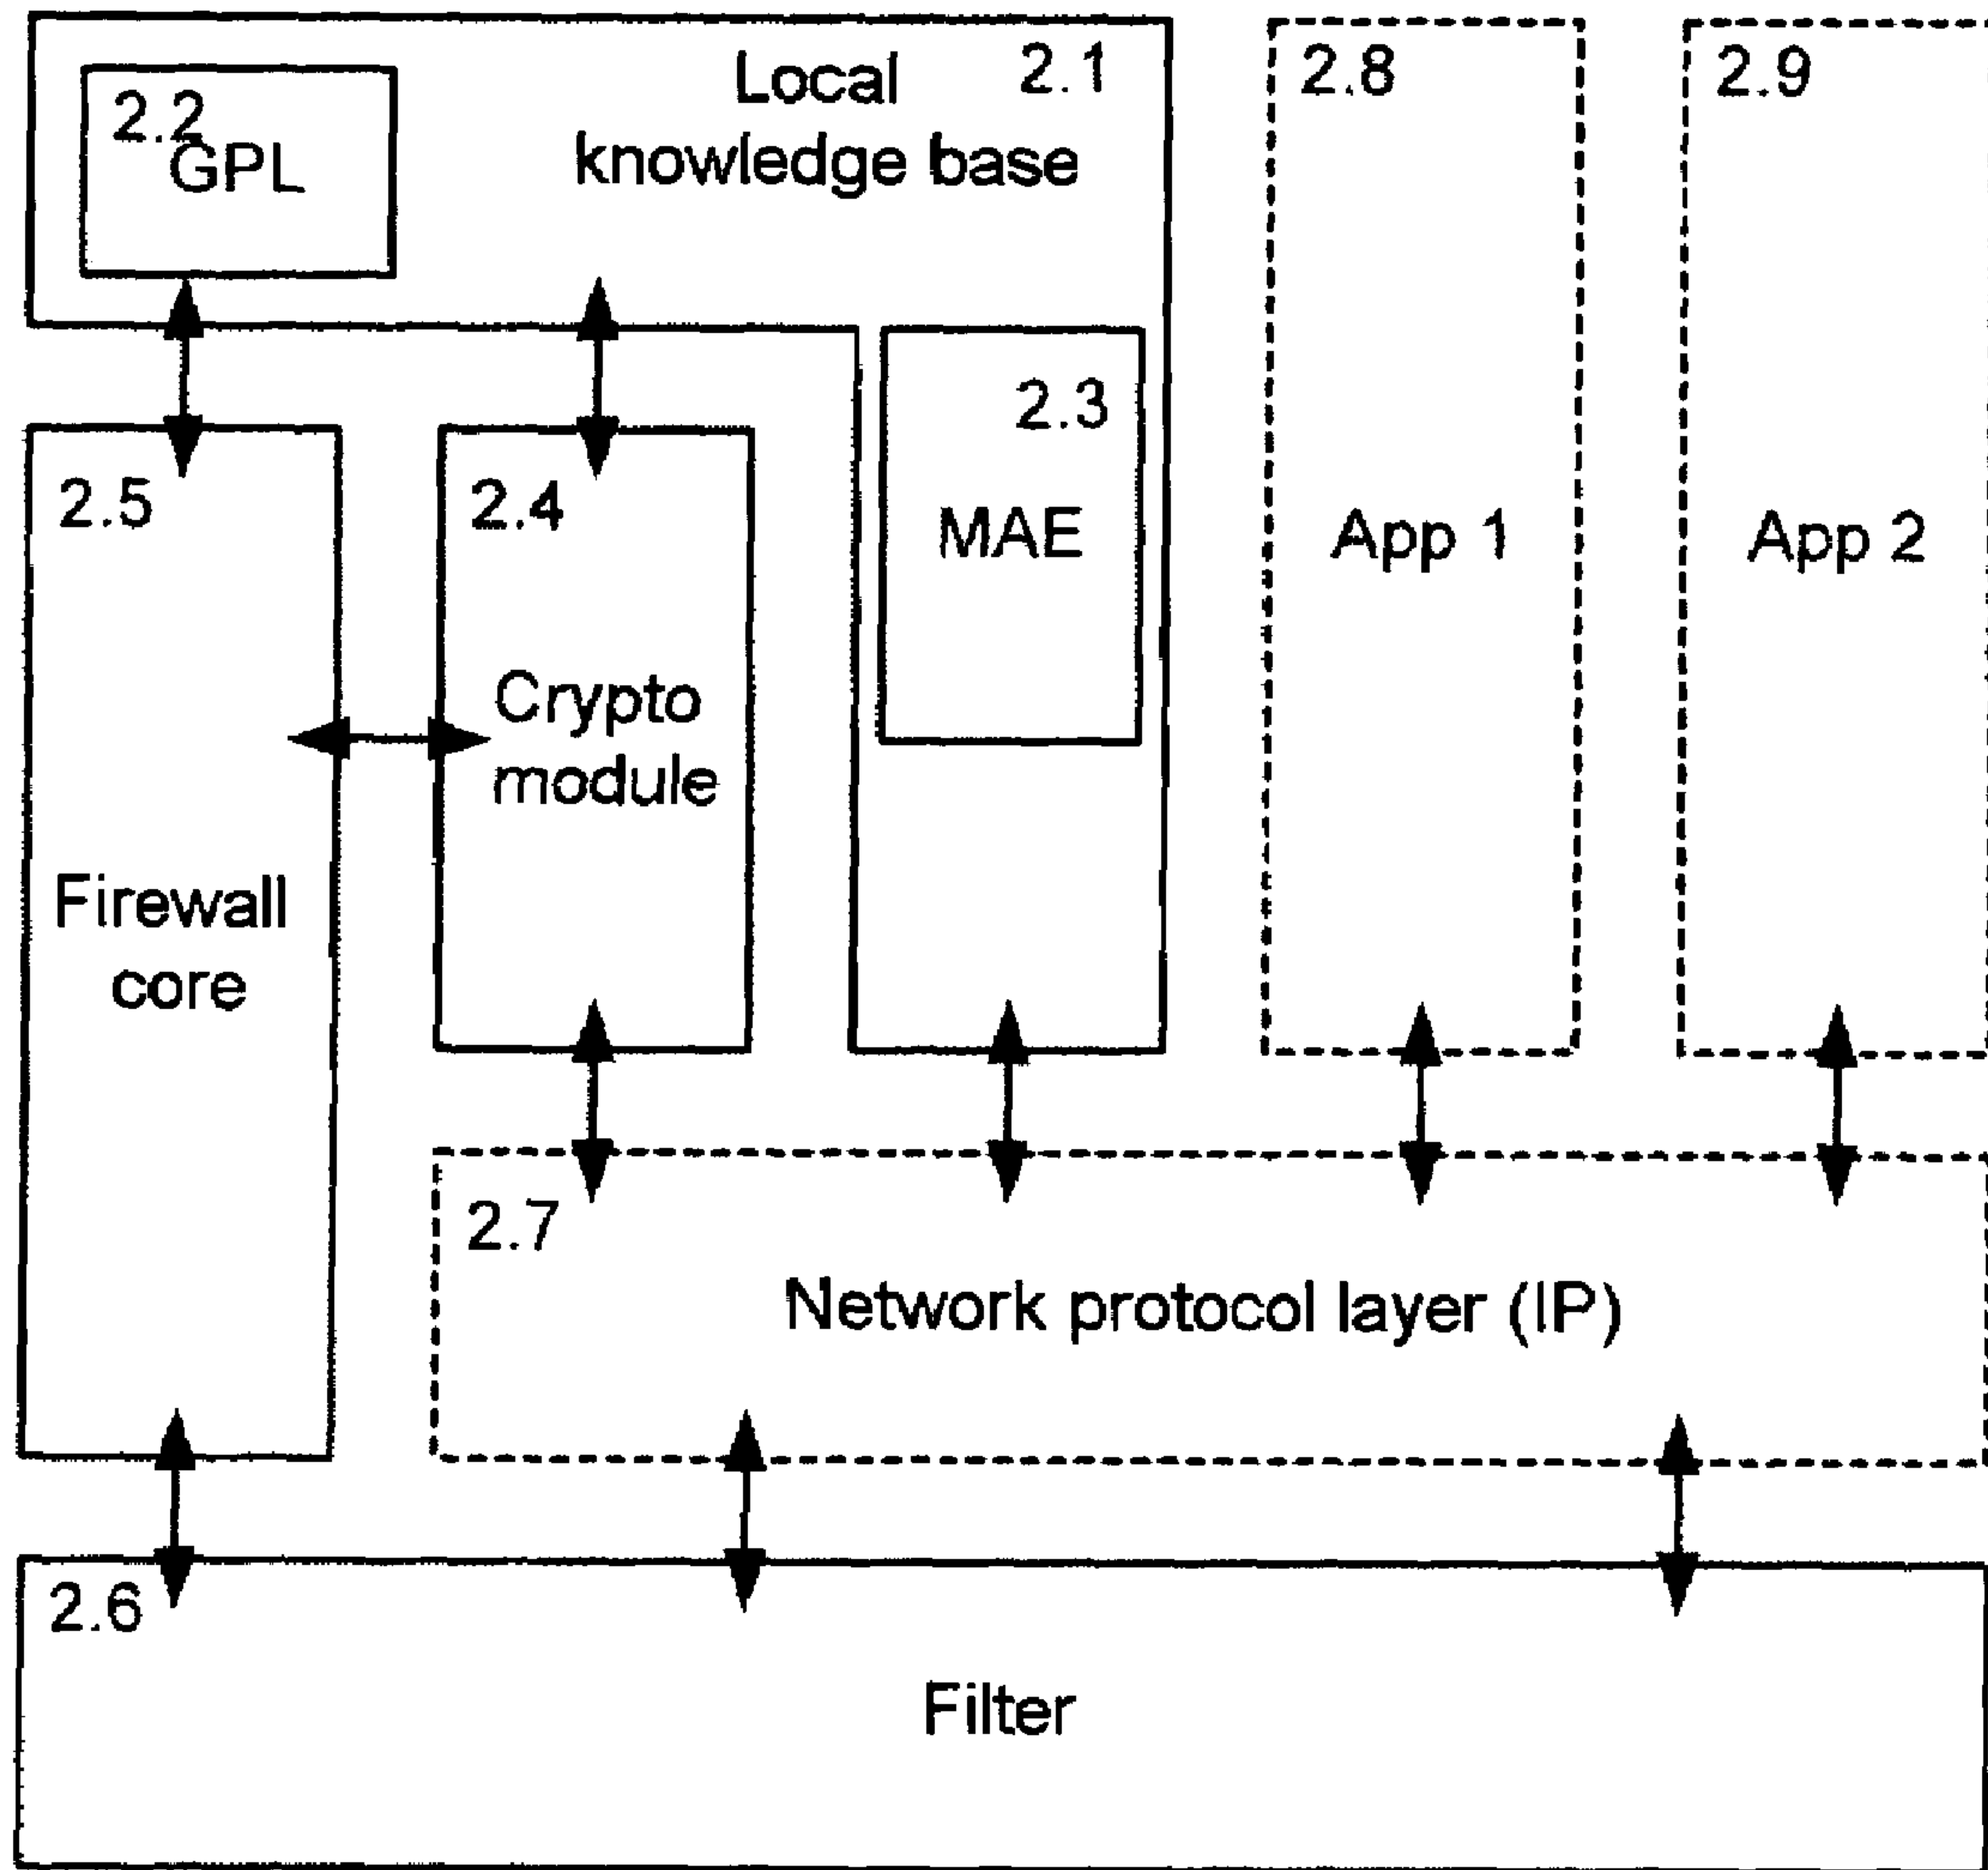 2.1
Local
knowledge base
2.2
GPL
2.3
MAE
2.8
App 1
2.9
App 2
2.5
Firewall
core
2.4
Crypto
module
2.7
Network protocol layer (IP)
2.6
Filter